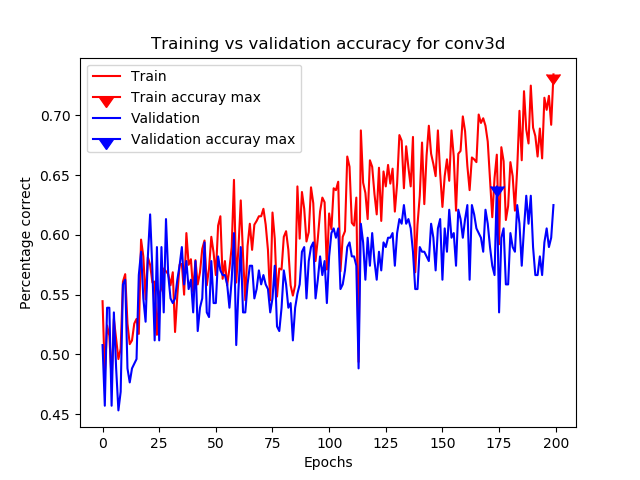 Training vs validation accuracy for conv3d
Train
Train accuray max
Validation
Validation accuray max
Percentage correct
0.70
0.65
0.60
0.55
0.50
0.45
0 25 50 75 100 125 150 175 200
Epochs